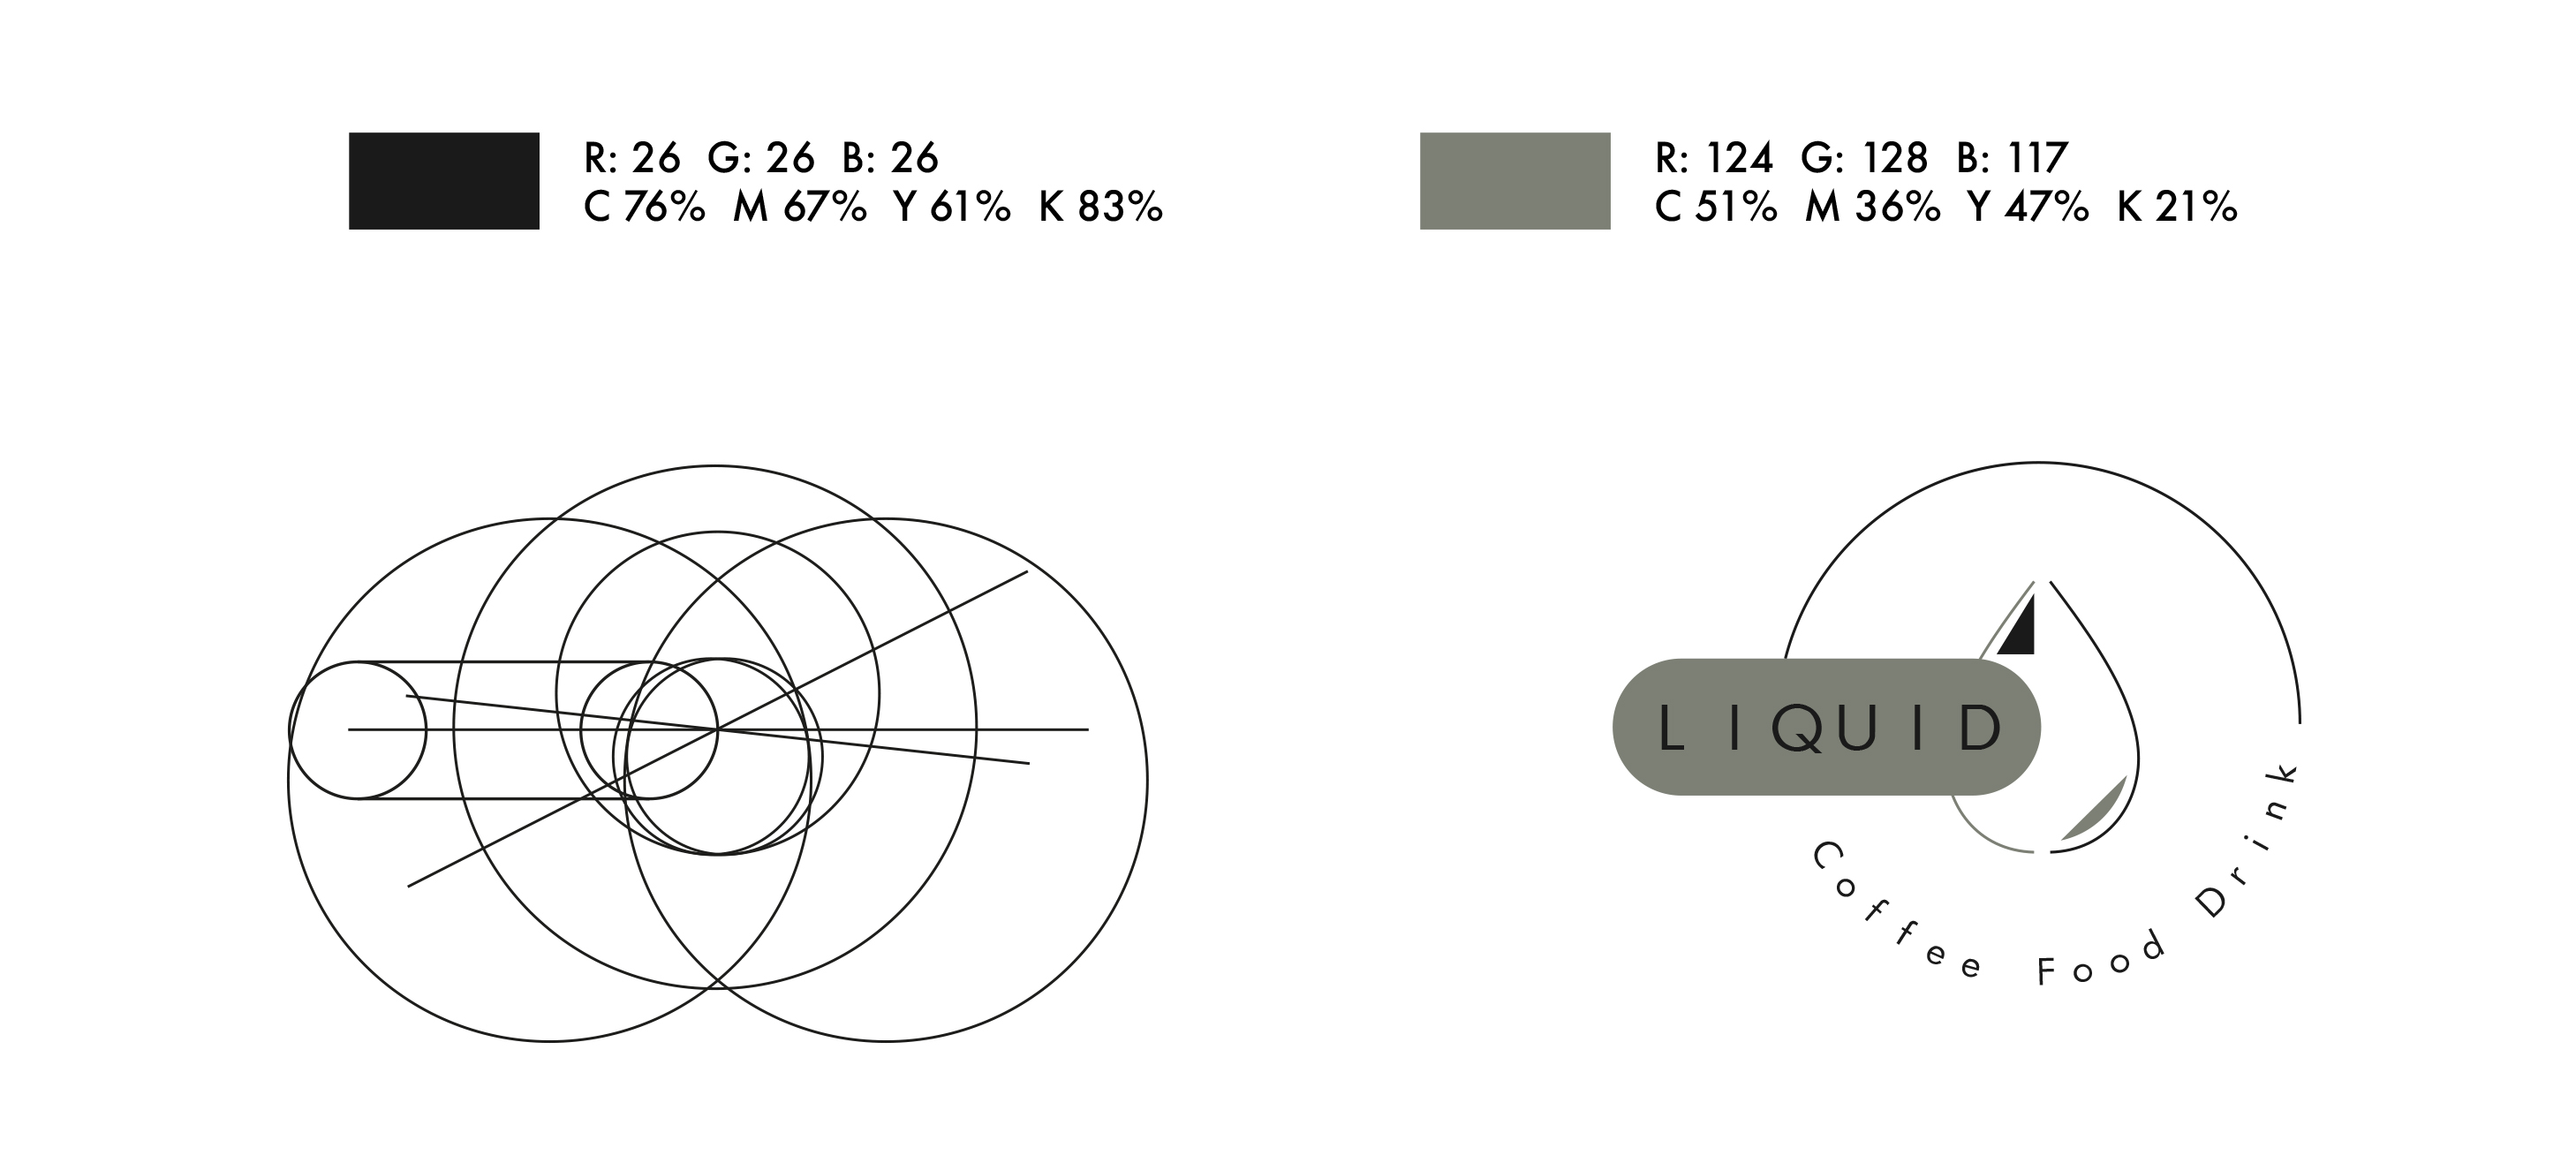 R: 26 G: 26 B: 26
C 76% M 67% Y 61% K 83%
R: 124 G: 128 B: 117
C 51% M 36% Y 47% K 21%
LIQUID
Coffee Food Drink